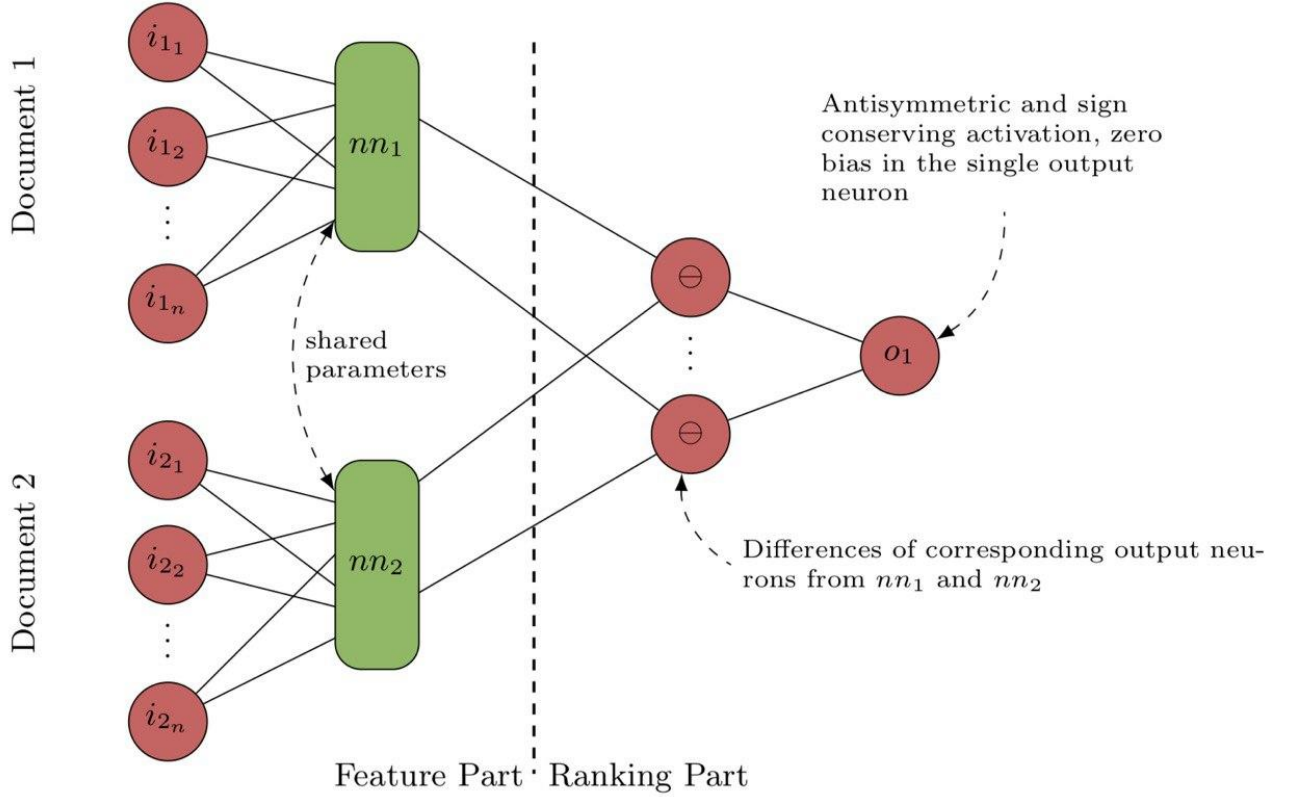 Document 1
i₁₁
i₁₂
⋮
i₁ₙ
nn₁
shared
parameters
Document 2
i₂₁
i₂₂
⋮
i₂ₙ
nn₂
⊖
⋮
⊖
o₁
Antisymmetric and sign
conserving activation, zero
bias in the single output
neuron
Differences of corresponding output neu-
rons from nn₁ and nn₂
Feature Part
Ranking Part